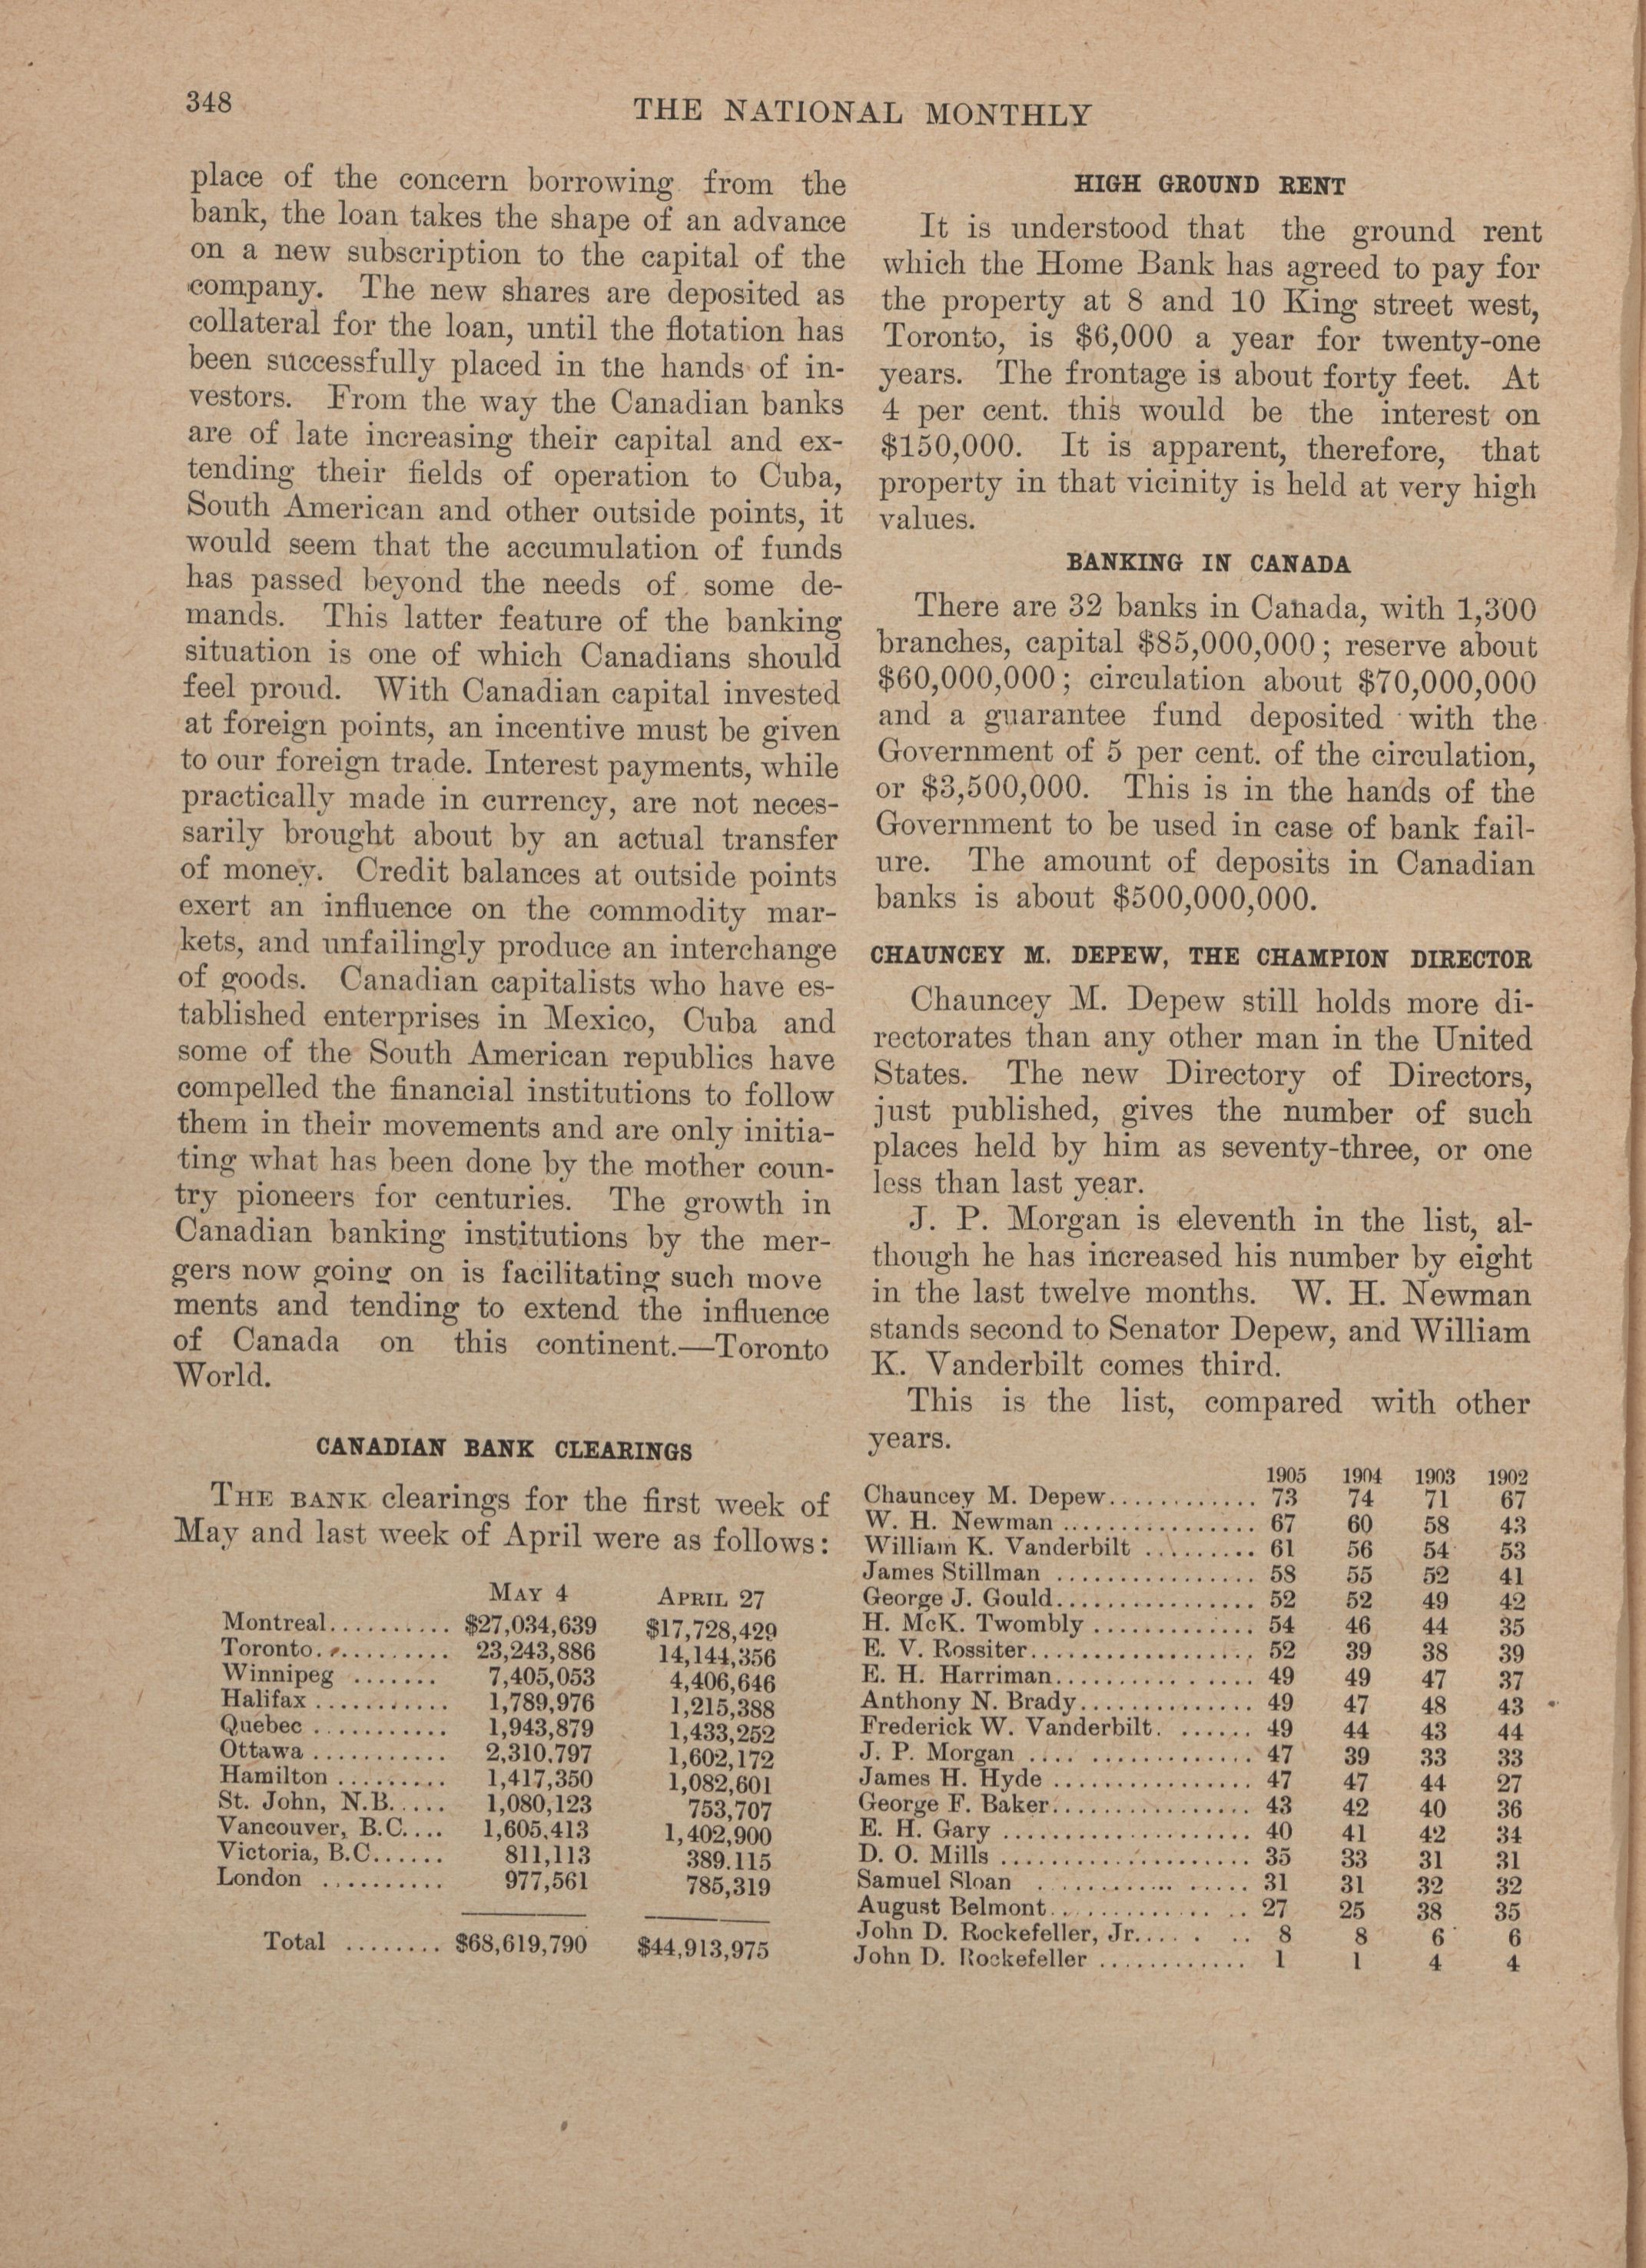 348
THE NATIONAL MONTHLY
place of the concern borrowing from the
bank, the loan takes the shape of an advance
on a new subscription to the capital of the
company. The new shares are deposited as
collateral for the loan, until the flotation has
been successfully placed in the hands of in-
vestors. From the way the Canadian banks
are of late increasing their capital and ex-
tending their fields of operation to Cuba,
South American and other outside points, it
would seem that the accumulation of funds
has passed beyond the needs of some de-
mands. This latter feature of the banking
situation is one of which Canadians should
feel proud. With Canadian capital invested
at foreign points, an incentive must be given
to our foreign trade. Interest payments, while
practically made in currency, are not neces-
sarily brought about by an actual transfer
of money. Credit balances at outside points
exert an influence on the commodity mar-
kets, and unfailingly produce an interchange
of goods. Canadian capitalists who have es-
tablished enterprises in Mexico, Cuba and
some of the South American republics have
compelled the financial institutions to follow
them in their movements and are only initia-
ting what has been done by the mother coun-
try pioneers for centuries. The growth in
Canadian banking institutions by the mer-
gers now going on is facilitating such move
ments and tending to extend the influence
of Canada on this continent.—Toronto
World.
CANADIAN BANK CLEARINGS
THE BANK clearings for the first week of
May and last week of April were as follows:
MAY 4 APRIL 27
Montreal.......... $27,034,639 $17,728,429
Toronto........... 23,243,886 14,144,356
Winnipeg ....... 7,405,053 4,406,646
Halifax ........... 1,789,976 1,215,388
Quebec ........... 1,943,879 1,433,252
Ottawa ........... 2,310.797 1,602,172
Hamilton ......... 1,417,350 1,082,601
St. John, N.B..... 1,080,123 753,707
Vancouver, B.C.... 1,605.413 1,402,900
Victoria, B.C...... 811,113 389.115
London .......... 977,561 785,319
Total ........ $68,619,790 $44,913,975
HIGH GROUND RENT
It is understood that the ground rent
which the Home Bank has agreed to pay for
the property at 8 and 10 King street west,
Toronto, is $6,000 a year for twenty-one
years. The frontage is about forty feet. At
4 per cent. this would be the interest on
$150,000. It is apparent, therefore, that
property in that vicinity is held at very high
values.
BANKING IN CANADA
There are 32 banks in Canada, with 1,300
branches, capital $85,000,000; reserve about
$60,000,000; circulation about $70,000,000
and a guarantee fund deposited with the
Government of 5 per cent. of the circulation,
or $3,500,000. This is in the hands of the
Government to be used in case of bank fail-
ure. The amount of deposits in Canadian
banks is about $500,000,000.
CHAUNCEY M. DEPEW, THE CHAMPION DIRECTOR
Chauncey M. Depew still holds more di-
rectorates than any other man in the United
States. The new Directory of Directors,
just published, gives the number of such
places held by him as seventy-three, or one
less than last year.
J. P. Morgan is eleventh in the list, al-
though he has increased his number by eight
in the last twelve months. W. H. Newman
stands second to Senator Depew, and William
K. Vanderbilt comes third.
This is the list, compared with other
years.
1905 1904 1903 1902
Chauncey M. Depew............ 73 74 71 67
W. H. Newman ................ 67 60 58 43
William K. Vanderbilt ......... 61 56 54 53
James Stillman ................ 58 55 52 41
George J. Gould................ 52 52 49 42
H. McK. Twombly ............. 54 46 44 35
E. V. Rossiter.................. 52 39 38 39
E. H. Harriman................ 49 49 47 37
Anthony N. Brady.............. 49 47 48 43
Frederick W. Vanderbilt. ...... 49 44 43 44
J. P. Morgan .... ............. 47 39 33 33
James H. Hyde ................ 47 47 44 27
George F. Baker................ 43 42 40 36
E. H. Gary .................... 40 41 42 34
D. O. Mills .................... 35 33 31 31
Samuel Sloan ............ ..... 31 31 32 32
August Belmont............. .. 27 25 38 35
John D. Rockefeller, Jr.... . .. 8 8 6 6
John D. Rockefeller ............ 1 1 4 4